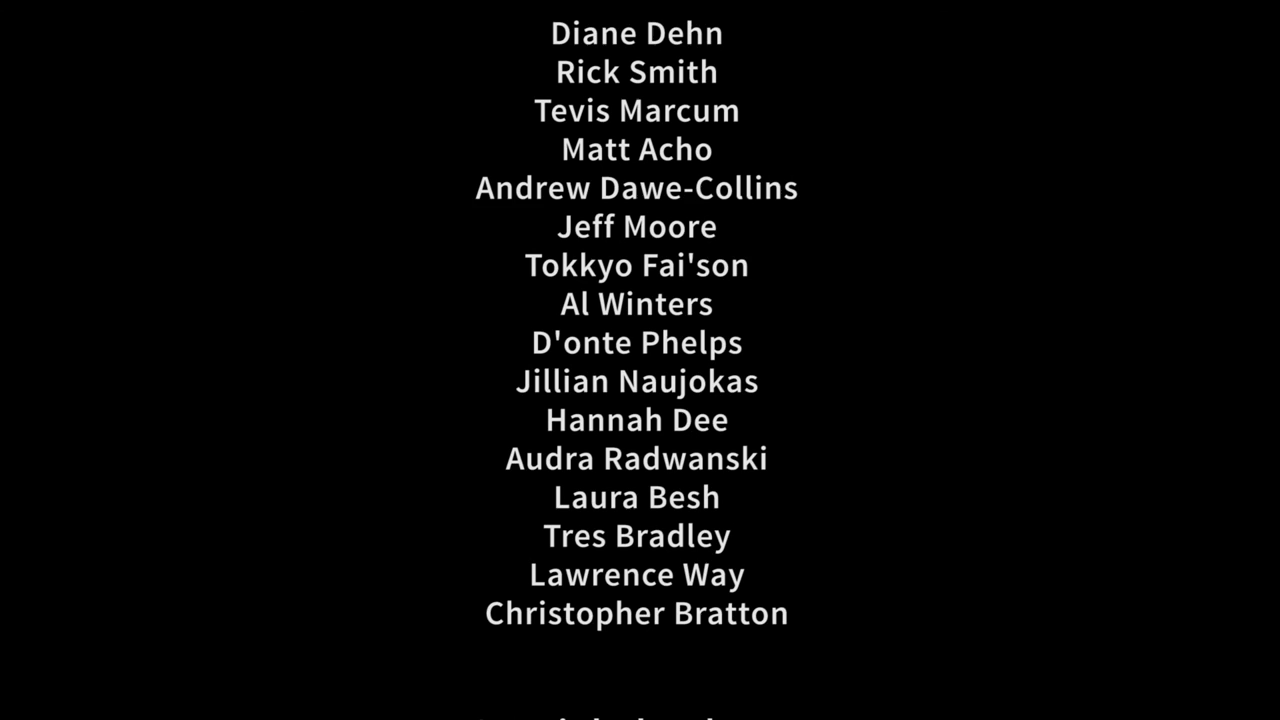 Diane Dehn
Rick Smith
Tevis Marcum
Matt Acho
Andrew Dawe-Collins
Jeff Moore
Tokkyo Fai'son
Al Winters
D'onte Phelps
Jillian Naujokas
Hannah Dee
Audra Radwanski
Laura Besh
Tres Bradley
Lawrence Way
Christopher Bratton